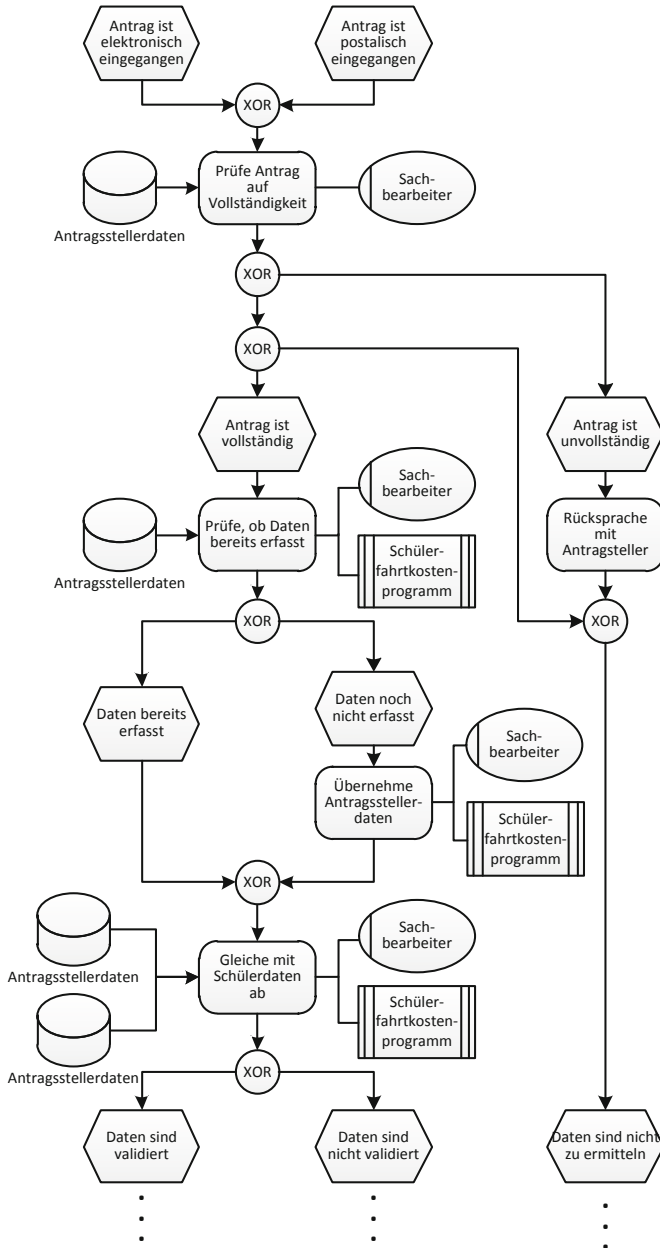 Antrag ist
elektronisch
eingegangen
Antrag ist
postalisch
eingegangen
XOR
Prüfe Antrag
auf
Vollständigkeit
Sach-
bearbeiter
Antragsstellerdaten
XOR
XOR
Antrag ist
vollständig
Antrag ist
unvollständig
Sach-
bearbeiter
Prüfe, ob Daten
bereits erfasst
Rücksprache
mit
Antragsteller
Schüler-
fahrtkosten-
programm
Antragsstellerdaten
XOR
XOR
Daten bereits
erfasst
Daten noch
nicht erfasst
Sach-
bearbeiter
Übernehme
Antragssteller-
daten
Schüler-
fahrtkosten-
programm
XOR
Sach-
bearbeiter
Antragsstellerdaten
Gleiche mit
Schülerdaten
ab
Schüler-
fahrtkosten-
programm
Antragsstellerdaten
XOR
Daten sind
validiert
Daten sind
nicht validiert
Daten sind nicht
zu ermitteln